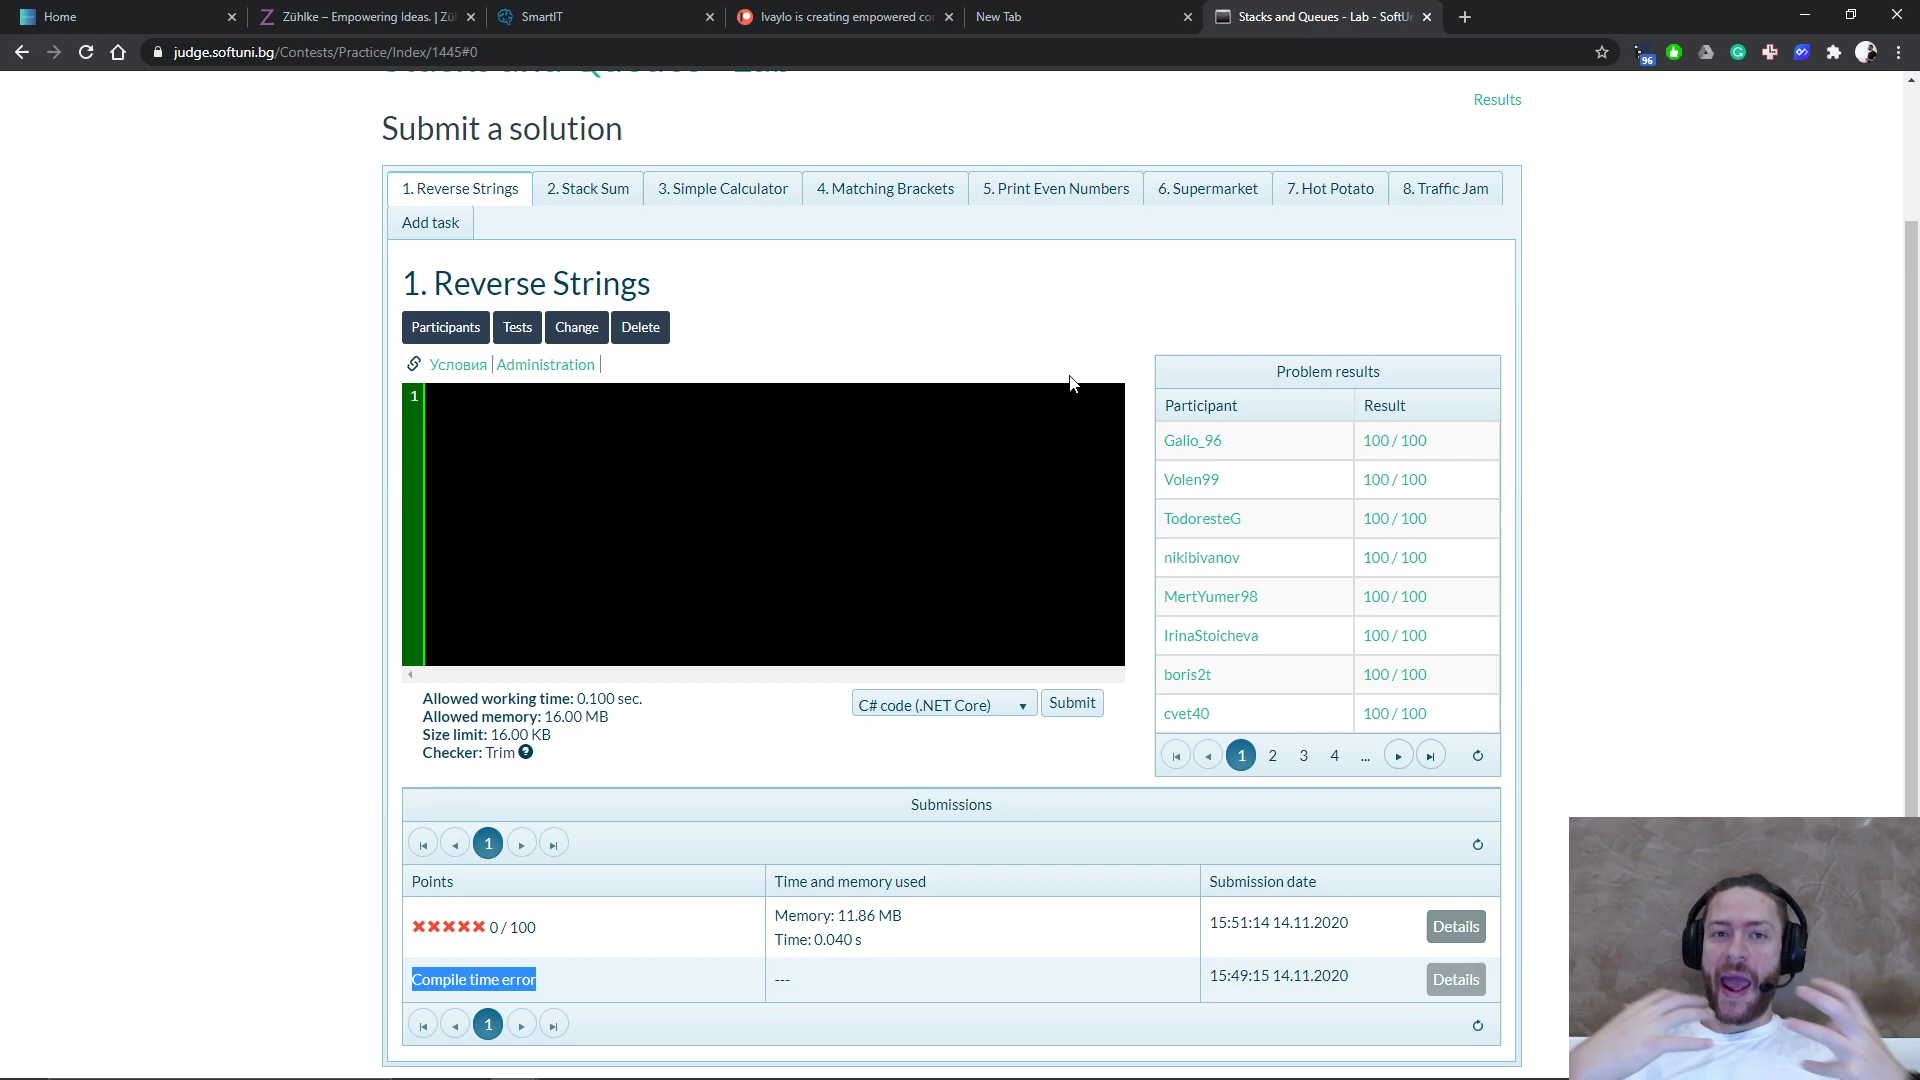 Home
Zühlke – Empowering Ideas. | Zü
SmartIT
Ivaylo is creating empowered co
New Tab
Stacks and Queues - Lab - SoftU
judge.softuni.bg/Contests/Practice/Index/1445#0
96
Stacks and Queues - Lab
Results
Submit a solution
1. Reverse Strings
2. Stack Sum
3. Simple Calculator
4. Matching Brackets
5. Print Even Numbers
6. Supermarket
7. Hot Potato
8. Traffic Jam
Add task
1. Reverse Strings
Participants
Tests
Change
Delete
Условия | Administration |
1
Problem results
Participant Result
Galio_96 100 / 100
Volen99 100 / 100
TodoresteG 100 / 100
nikibivanov 100 / 100
MertYumer98 100 / 100
IrinaStoicheva 100 / 100
boris2t 100 / 100
cvet40 100 / 100
1 2 3 4 ...
Allowed working time: 0.100 sec.
Allowed memory: 16.00 MB
Size limit: 16.00 KB
Checker: Trim ?
C# code (.NET Core)
Submit
Submissions
1
Points Time and memory used Submission date
0 / 100
Memory: 11.86 MB
Time: 0.040 s
15:51:14 14.11.2020
Details
Compile time error
---
15:49:15 14.11.2020
Details
1